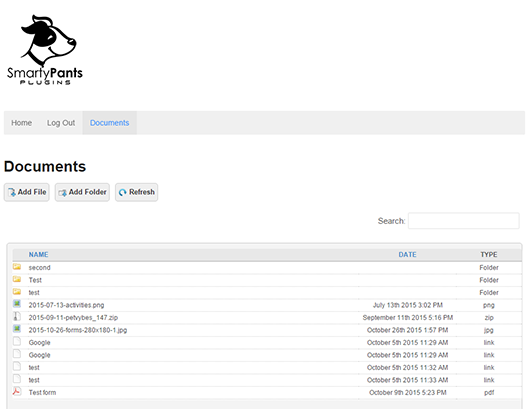 SmartyPants
PLUGINS
Home Log Out Documents
Documents
Add File Add Folder Refresh
Search:
NAME DATE TYPE
second Folder
Test Folder
test Folder
2015-07-13-activities.png July 13th 2015 3:02 PM png
2015-09-11-petvybes_147.zip September 11th 2015 5:16 PM zip
2015-10-26-forms-280x180-1.jpg October 26th 2015 1:57 PM jpg
Google October 5th 2015 11:29 AM link
Google October 5th 2015 11:29 AM link
test October 5th 2015 11:32 AM link
test October 5th 2015 11:33 AM link
Test form October 9th 2015 5:23 PM pdf